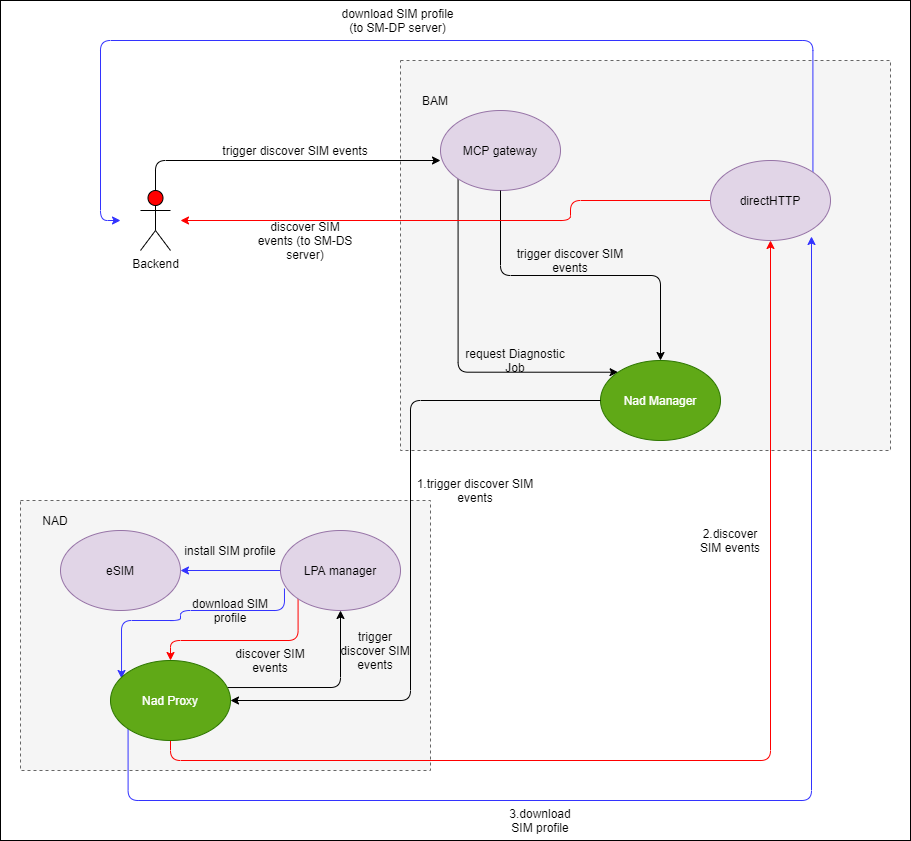 download SIM profile
(to SM-DP server)
BAM
MCP gateway
trigger discover SIM events
directHTTP
discover SIM
events (to SM-DS
server)
Backend
trigger discover SIM
events
request Diagnostic
Job
Nad Manager
1.trigger discover SIM
events
NAD
2.discover
SIM events
install SIM profile
eSIM
LPA manager
download SIM
profile
trigger
discover SIM
events
discover SIM
events
Nad Proxy
3.download
SIM profile